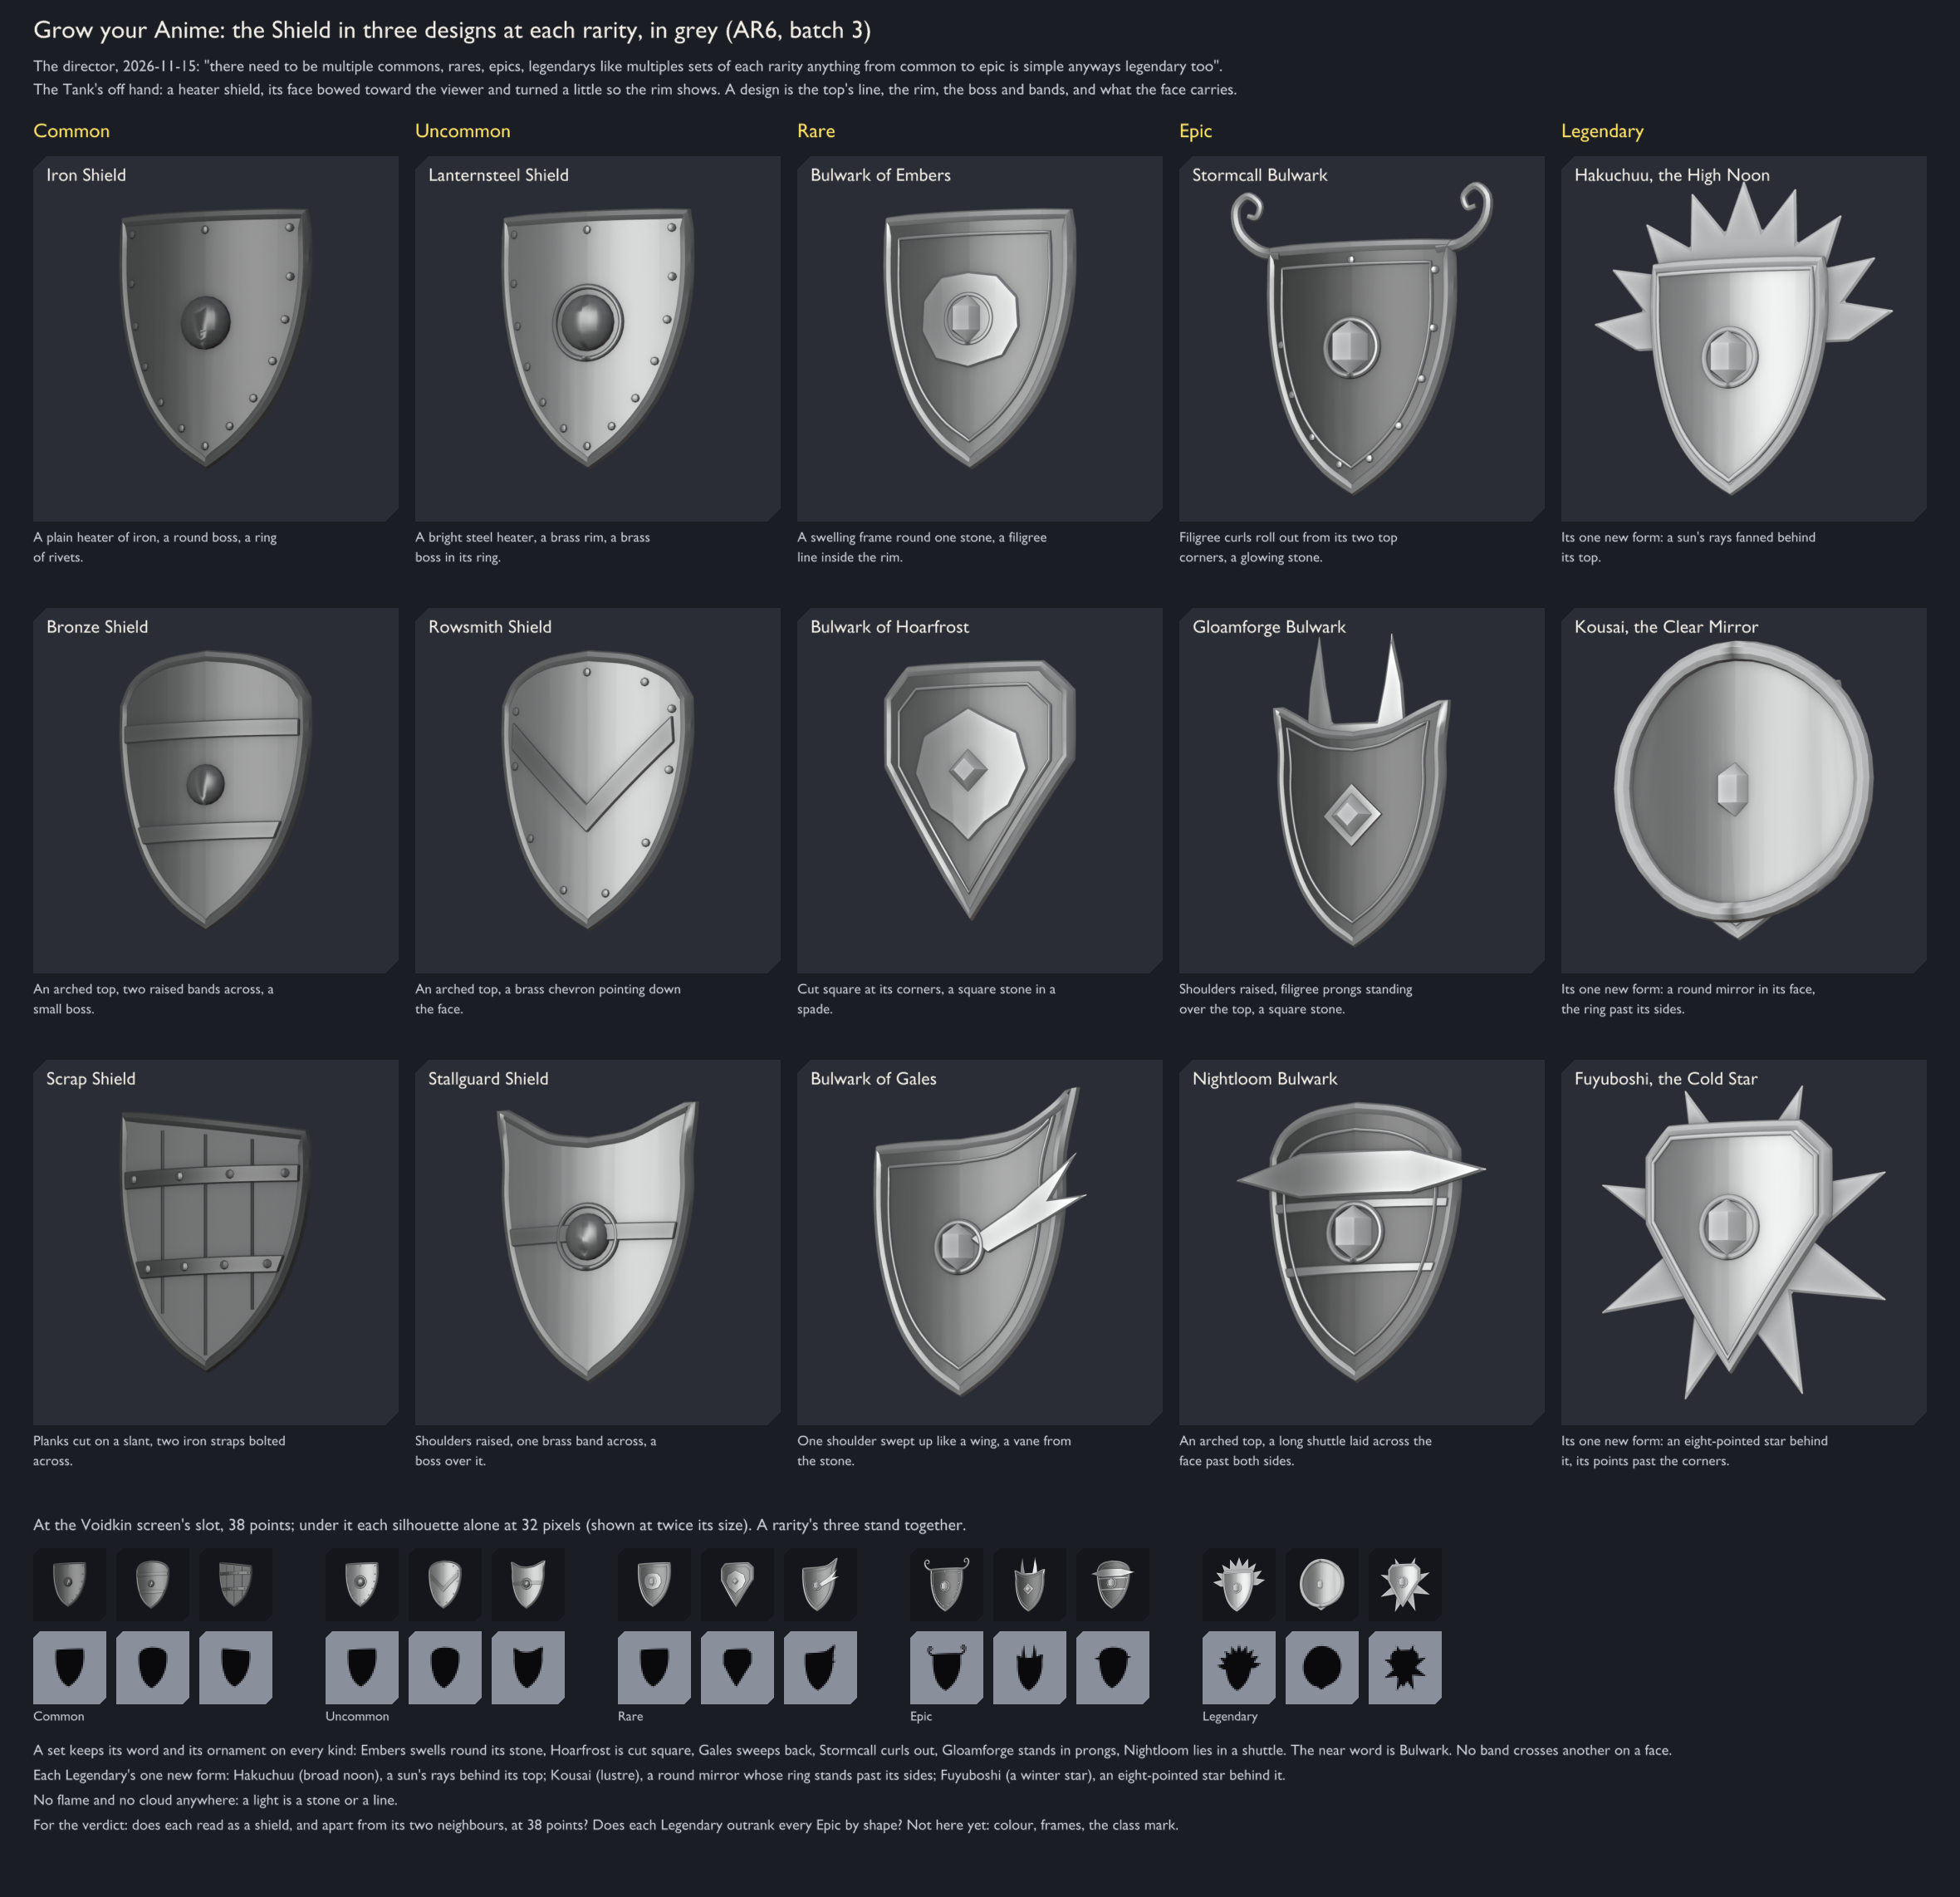 Grow your Anime: the Shield in three designs at each rarity, in grey (AR6, batch 3)
The director, 2026-11-15: "there need to be multiple commons, rares, epics, legendarys like multiples sets of each rarity anything from common to epic is simple anyways legendary too".
The Tank's off hand: a heater shield, its face bowed toward the viewer and turned a little so the rim shows. A design is the top's line, the rim, the boss and bands, and what the face carries.
Common
Uncommon
Rare
Epic
Legendary
Iron Shield
Lanternsteel Shield
Bulwark of Embers
Stormcall Bulwark
Hakuchuu, the High Noon
A plain heater of iron, a round boss, a ring
of rivets.
A bright steel heater, a brass rim, a brass
boss in its ring.
A swelling frame round one stone, a filigree
line inside the rim.
Filigree curls roll out from its two top
corners, a glowing stone.
Its one new form: a sun's rays fanned behind
its top.
Bronze Shield
Rowsmith Shield
Bulwark of Hoarfrost
Gloamforge Bulwark
Kousai, the Clear Mirror
An arched top, two raised bands across, a
small boss.
An arched top, a brass chevron pointing down
the face.
Cut square at its corners, a square stone in a
spade.
Shoulders raised, filigree prongs standing
over the top, a square stone.
Its one new form: a round mirror in its face,
the ring past its sides.
Scrap Shield
Stallguard Shield
Bulwark of Gales
Nightloom Bulwark
Fuyuboshi, the Cold Star
Planks cut on a slant, two iron straps bolted
across.
Shoulders raised, one brass band across, a
boss over it.
One shoulder swept up like a wing, a vane from
the stone.
An arched top, a long shuttle laid across the
face past both sides.
Its one new form: an eight-pointed star behind
it, its points past the corners.
At the Voidkin screen's slot, 38 points; under it each silhouette alone at 32 pixels (shown at twice its size). A rarity's three stand together.
Common
Uncommon
Rare
Epic
Legendary
A set keeps its word and its ornament on every kind: Embers swells round its stone, Hoarfrost is cut square, Gales sweeps back, Stormcall curls out, Gloamforge stands in prongs, Nightloom lies in a shuttle. The near word is Bulwark. No band crosses another on a face.
Each Legendary's one new form: Hakuchuu (broad noon), a sun's rays behind its top; Kousai (lustre), a round mirror whose ring stands past its sides; Fuyuboshi (a winter star), an eight-pointed star behind it.
No flame and no cloud anywhere: a light is a stone or a line.
For the verdict: does each read as a shield, and apart from its two neighbours, at 38 points? Does each Legendary outrank every Epic by shape? Not here yet: colour, frames, the class mark.